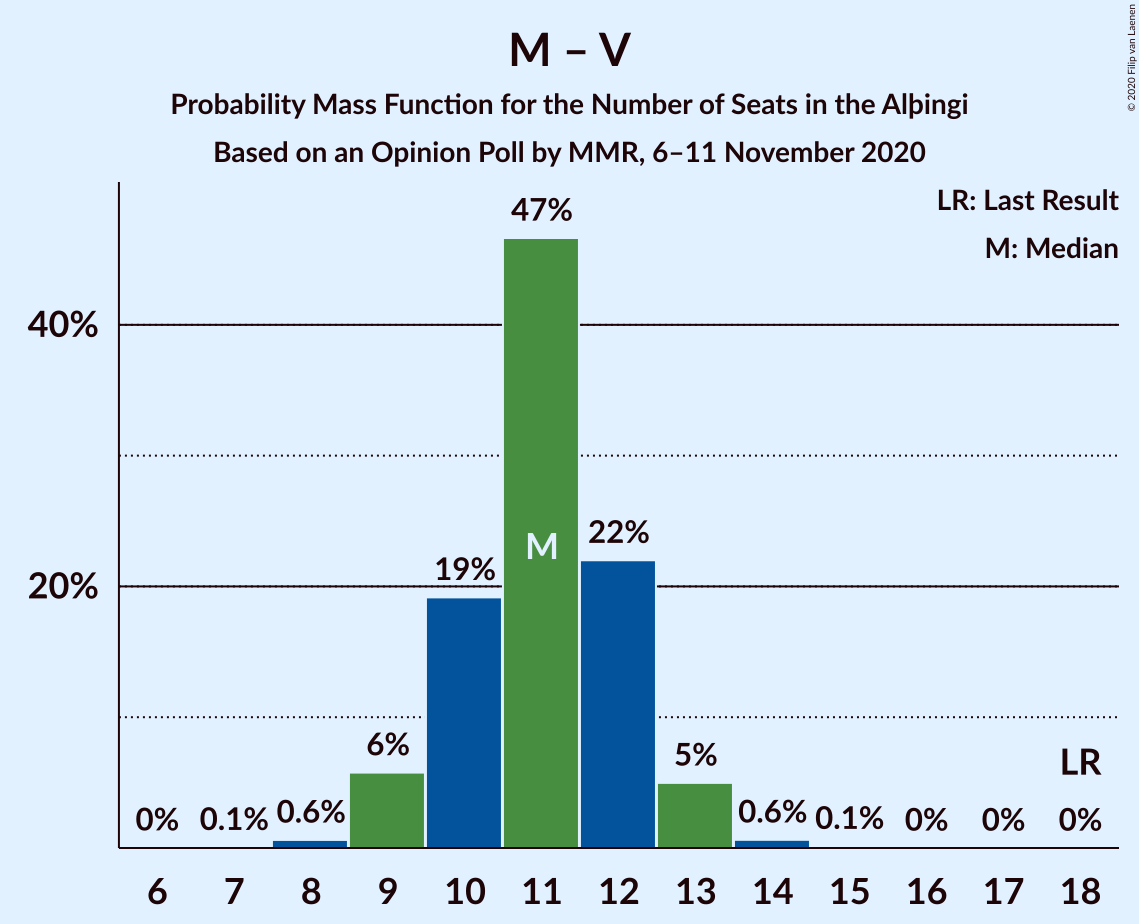 M – V
Probability Mass Function for the Number of Seats in the Alþingi
Based on an Opinion Poll by MMR, 6–11 November 2020
© 2020 Filip van Laenen
LR: Last Result
M: Median
47%
40%
M
22%
19%
20%
6%
5%
LR
0%
0.1%
0.6%
0.6%
0.1%
0%
0%
0%
6 7 8 9 10 11 12 13 14 15 16 17 18